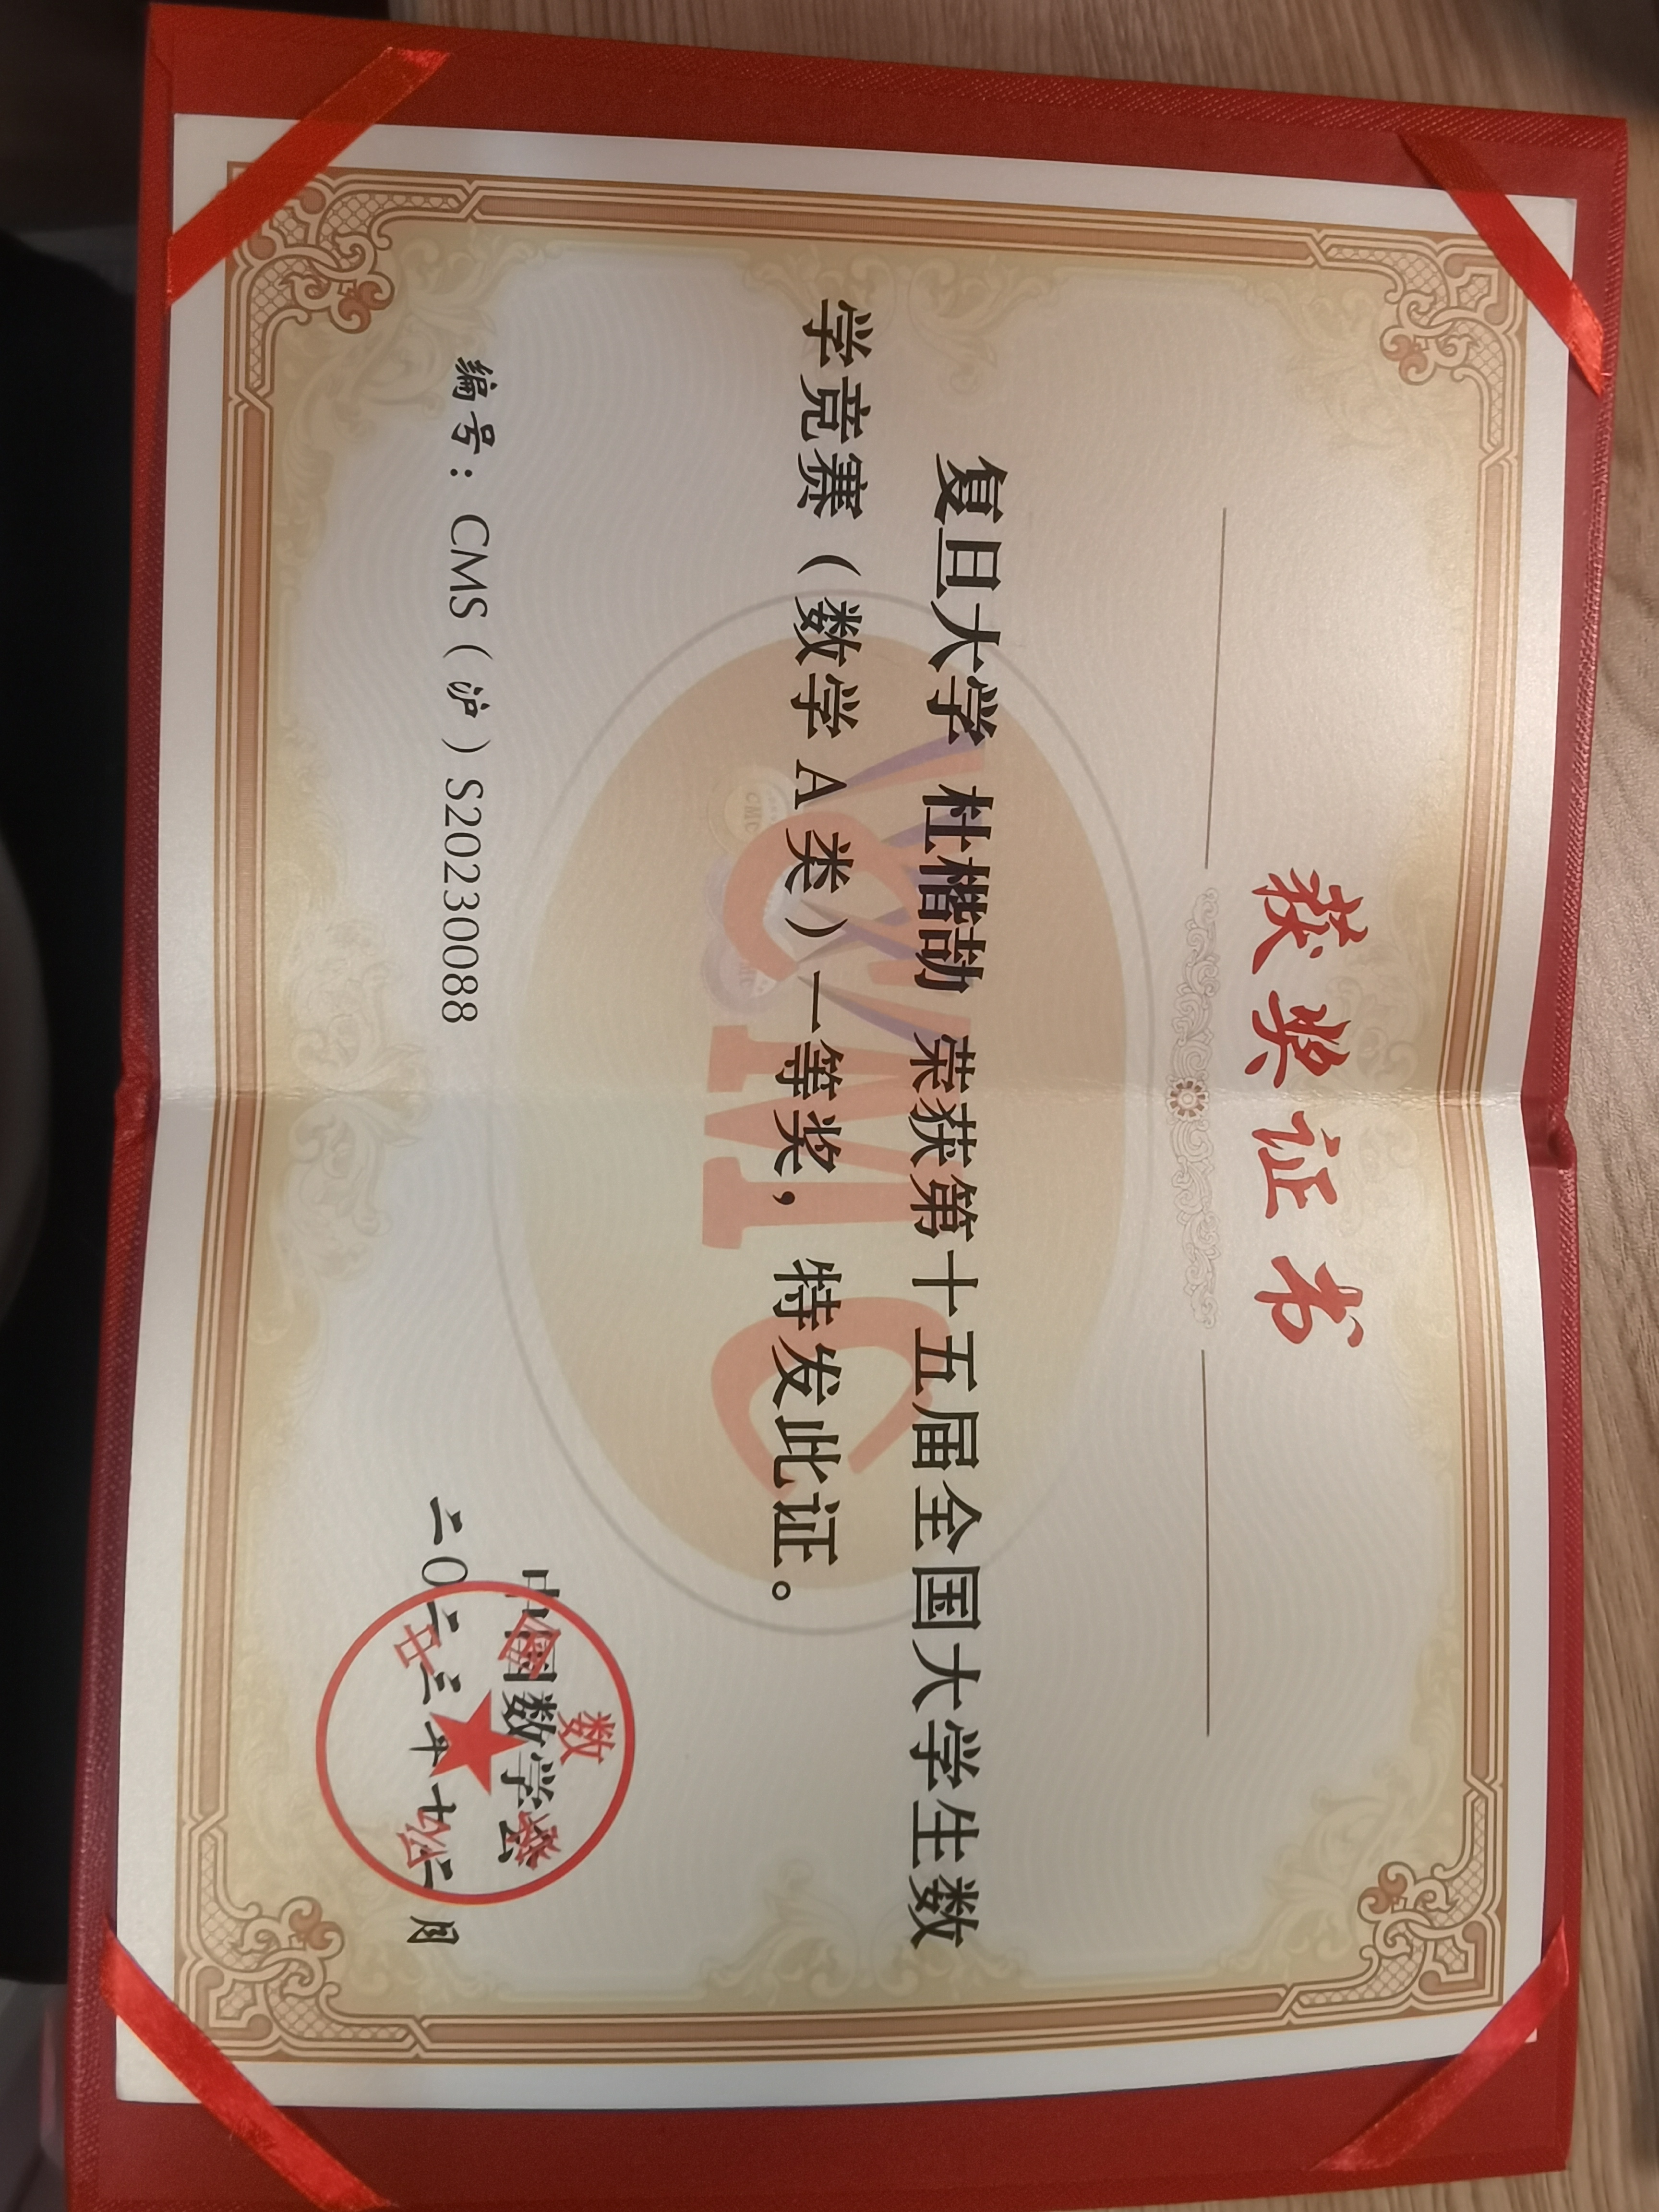 获奖证书
复旦大学 杜楷劼 荣获第十五届全国大学生数
学竞赛（数学 A 类）一等奖，特发此证。
CMC
编号：CMS（沪）S20230088
中国数学会
二〇二三年十二月
中国数学会